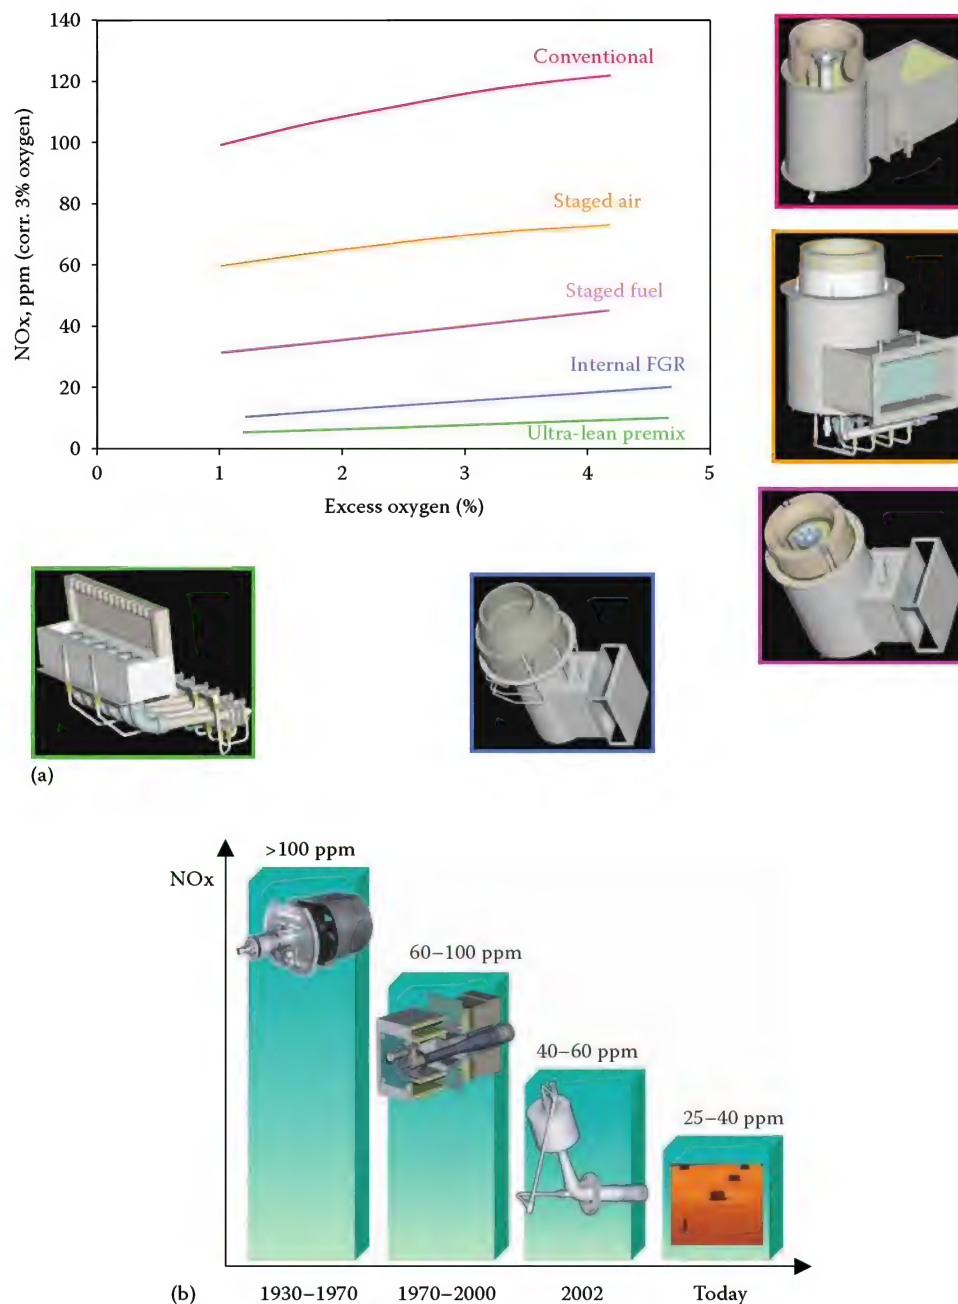 140
120
100
80
60
40
20
0
NOx, ppm (corr. 3% oxygen)
Conventional
Staged air
Staged fuel
Internal FGR
Ultra-lean premix
0 1 2 3 4 5
Excess oxygen (%)
(a)
NOx
>100 ppm
60–100 ppm
40–60 ppm
25–40 ppm
(b) 1930–1970 1970–2000 2002 Today